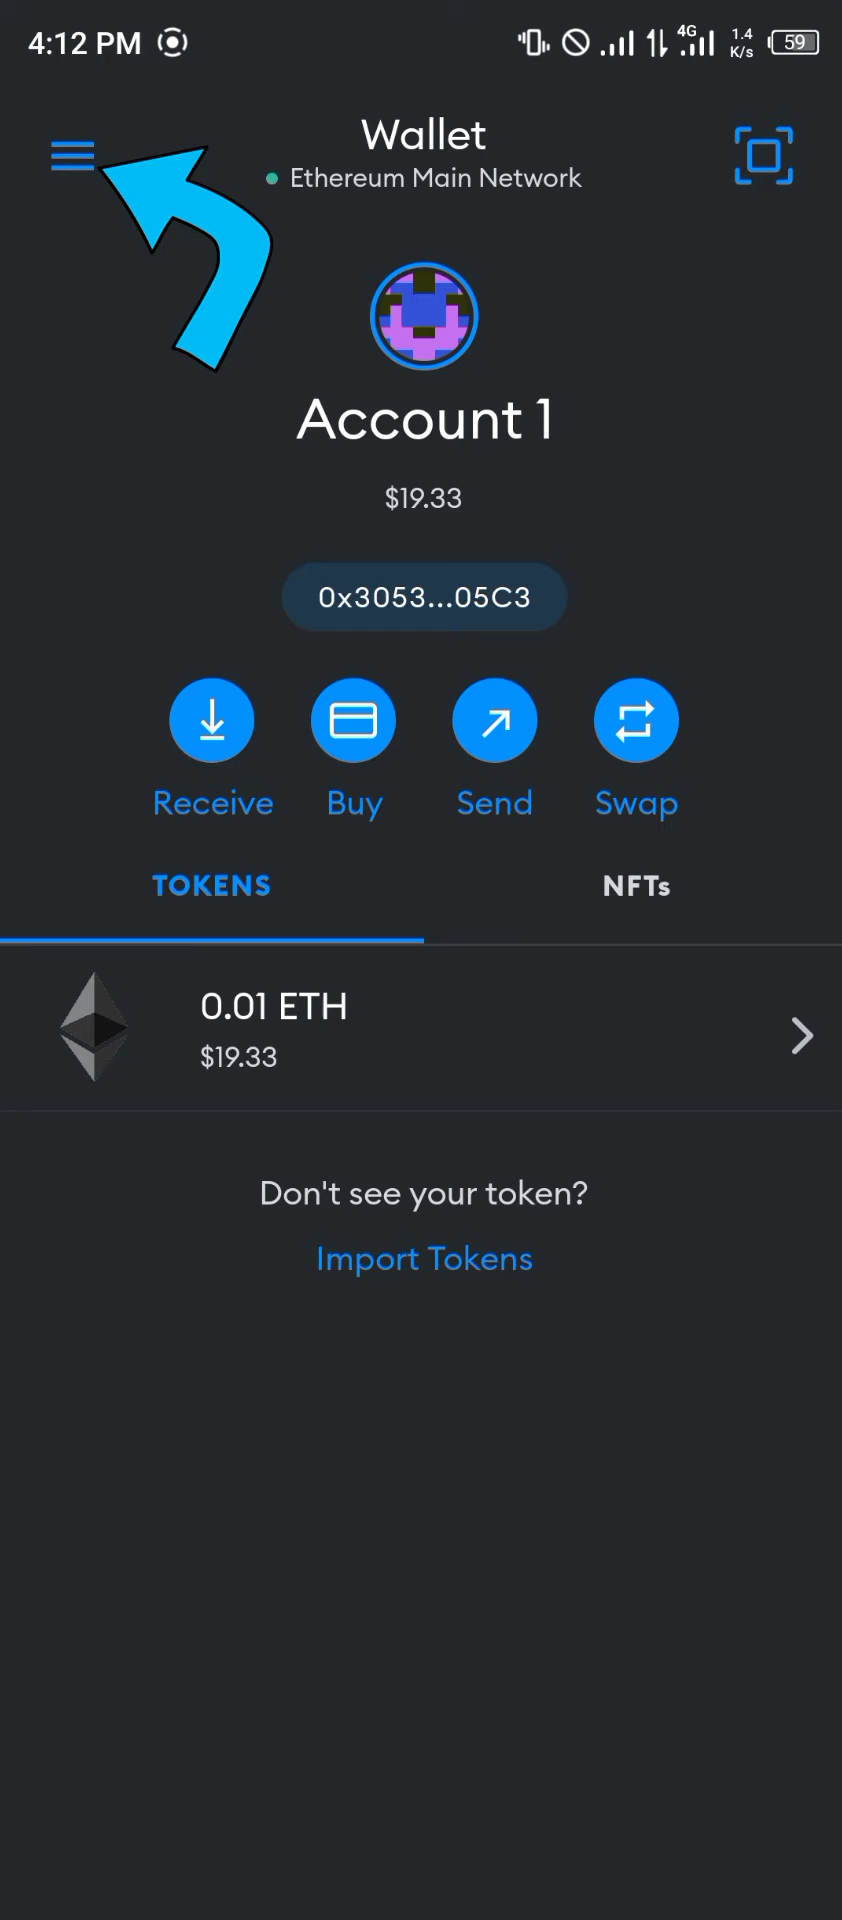 4:12 PM
4G
1.4
K/s
59
Wallet
Ethereum Main Network
Account 1
$19.33
0x3053...05C3
Receive Buy Send Swap
TOKENS NFTs
0.01 ETH
$19.33
Don't see your token?
Import Tokens